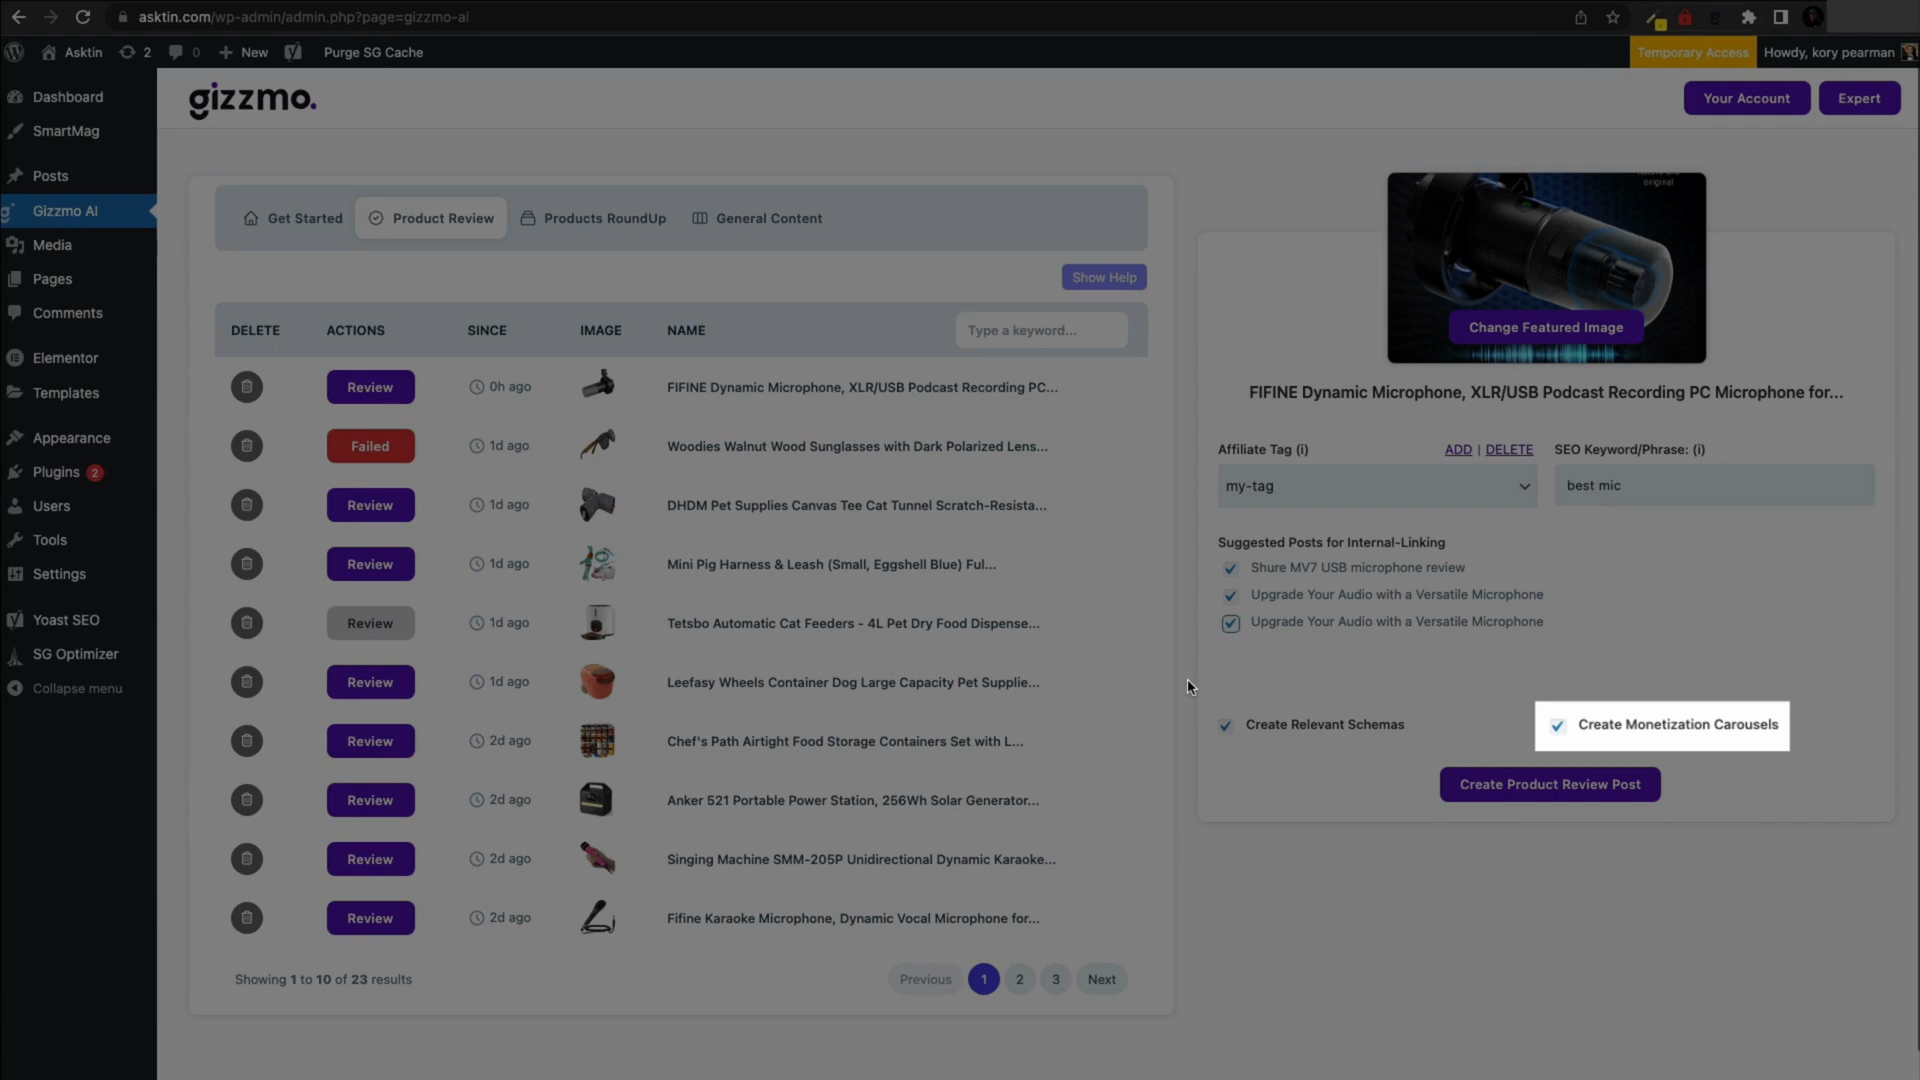 asktin.com/wp-admin/admin.php?page=gizzmo-ai
Asktin 2 0 New Purge SG Cache
Temporary Access Howdy, kory pearman
Dashboard
SmartMag
Posts
Gizzmo AI
Media
Pages
Comments
Elementor
Templates
Appearance
Plugins 2
Users
Tools
Settings
Yoast SEO
SG Optimizer
Collapse menu
gizzmo.
Your Account Expert
Get Started Product Review Products RoundUp General Content
Show Help
DELETE ACTIONS SINCE IMAGE NAME Type a keyword...
Review 0h ago FIFINE Dynamic Microphone, XLR/USB Podcast Recording PC...
Failed 1d ago Woodies Walnut Wood Sunglasses with Dark Polarized Lens...
Review 1d ago DHDM Pet Supplies Canvas Tee Cat Tunnel Scratch-Resista...
Review 1d ago Mini Pig Harness & Leash (Small, Eggshell Blue) Ful...
Review 1d ago Tetsbo Automatic Cat Feeders - 4L Pet Dry Food Dispense...
Review 1d ago Leefasy Wheels Container Dog Large Capacity Pet Supplie...
Review 2d ago Chef's Path Airtight Food Storage Containers Set with L...
Review 2d ago Anker 521 Portable Power Station, 256Wh Solar Generator...
Review 2d ago Singing Machine SMM-205P Unidirectional Dynamic Karaoke...
Review 2d ago Fifine Karaoke Microphone, Dynamic Vocal Microphone for...
Showing 1 to 10 of 23 results
Previous 1 2 3 Next
original
Change Featured Image
FIFINE Dynamic Microphone, XLR/USB Podcast Recording PC Microphone for...
Affiliate Tag (i) ADD | DELETE SEO Keyword/Phrase: (i)
my-tag best mic
Suggested Posts for Internal-Linking
Shure MV7 USB microphone review
Upgrade Your Audio with a Versatile Microphone
Upgrade Your Audio with a Versatile Microphone
Create Relevant Schemas Create Monetization Carousels
Create Product Review Post